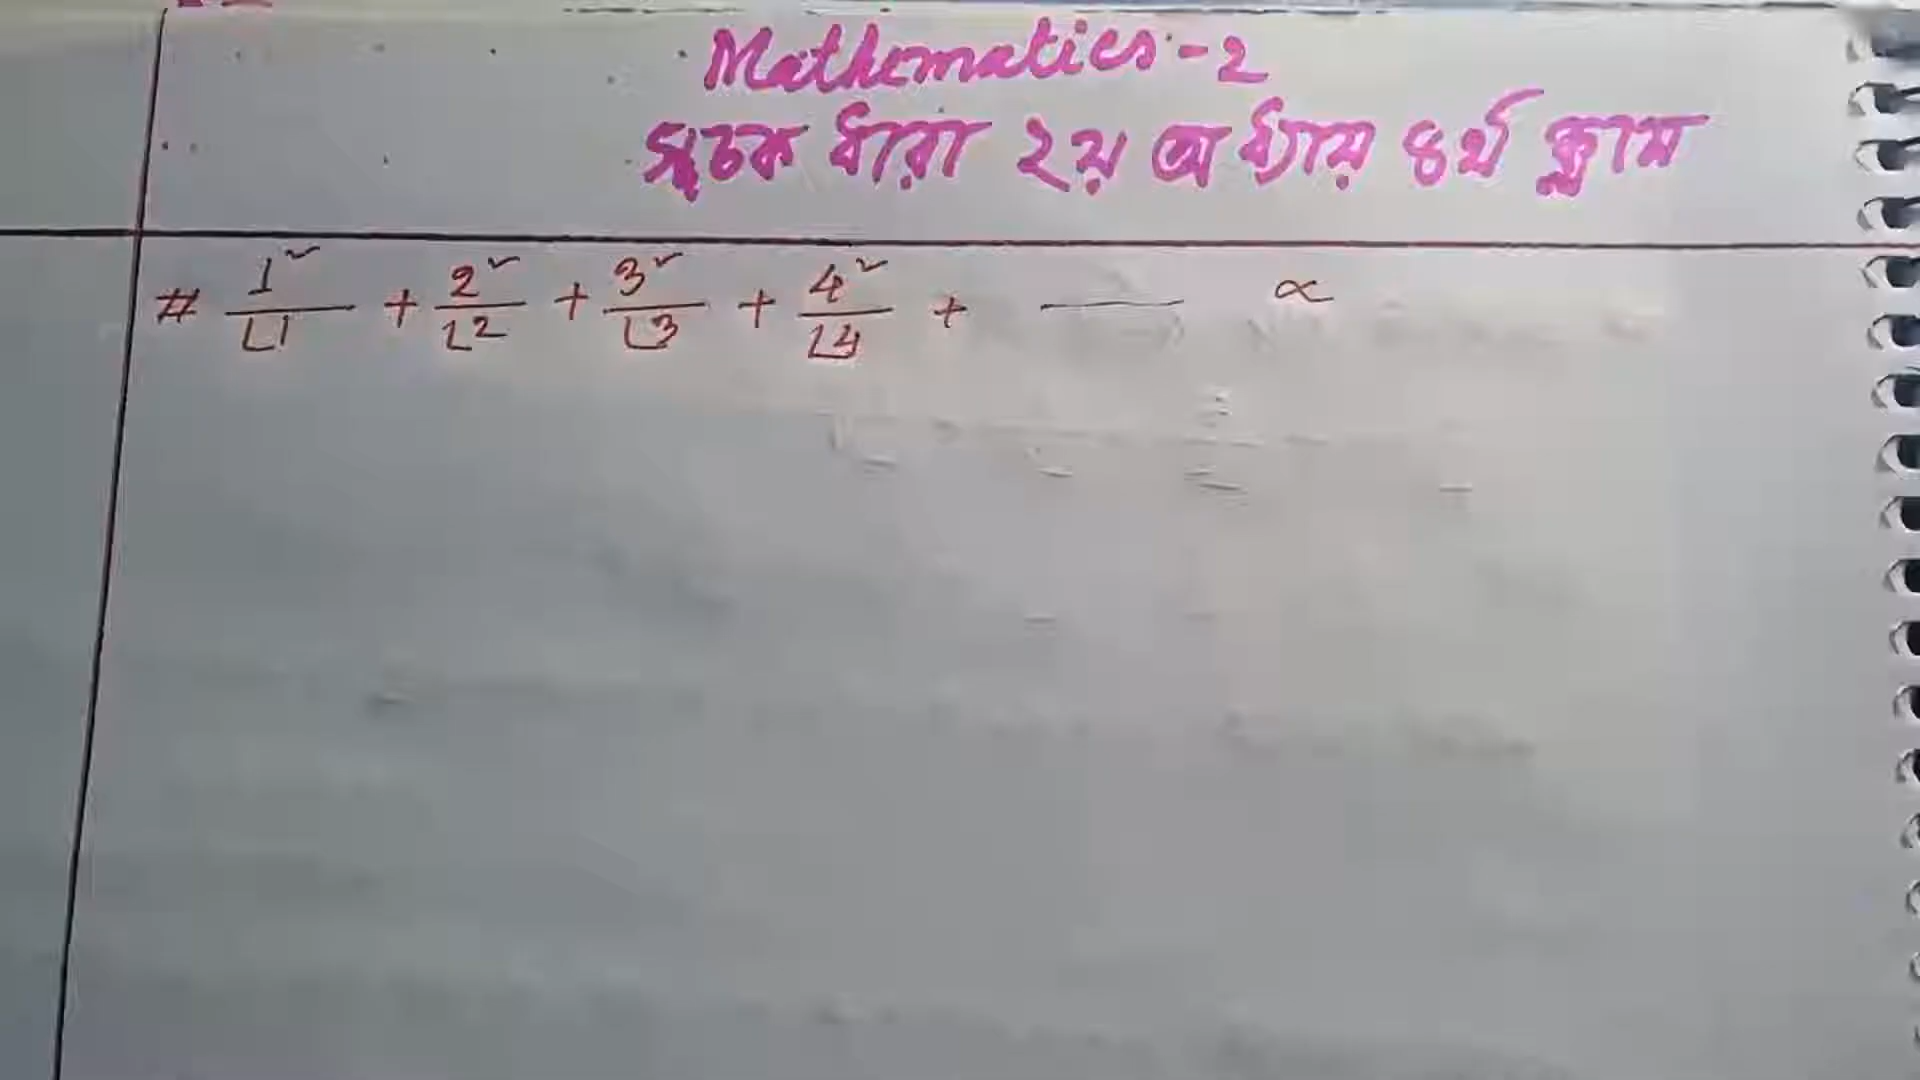 Mathematics-2
সূচক ধারা ২য় অধ্যায় ৪র্থ ক্লাস
# 1²/∟1 + 2²/∟2 + 3²/∟3 + 4²/∟4 + —— ∝